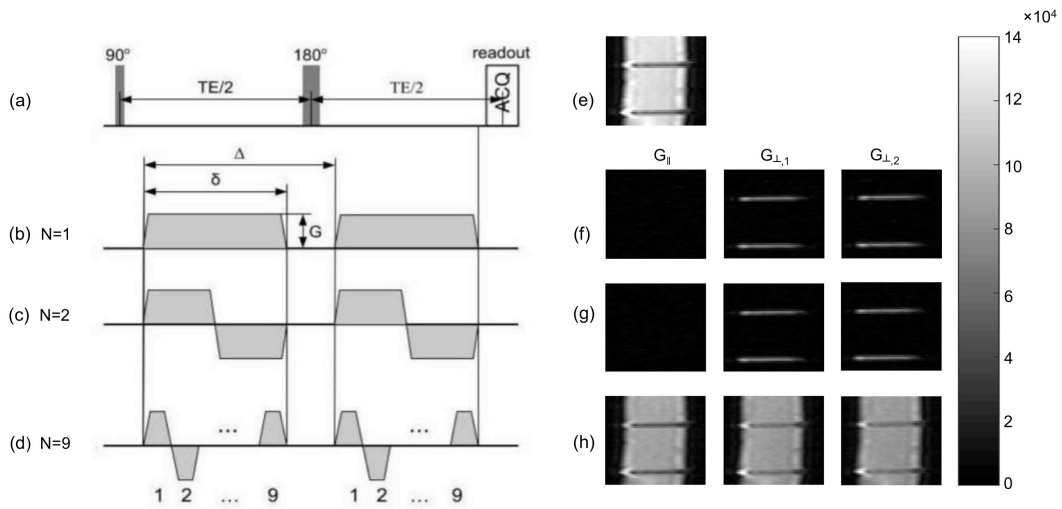 90° 180° readout
(a) TE/2 TE/2 ACQ
Δ
δ
(b) N=1 G
(c) N=2
(d) N=9 ... ...
1 2 ... 9 1 2 ... 9
(e)
G∥ G⊥,1 G⊥,2
(f)
(g)
(h)
×10⁴
14
12
10
8
6
4
2
0